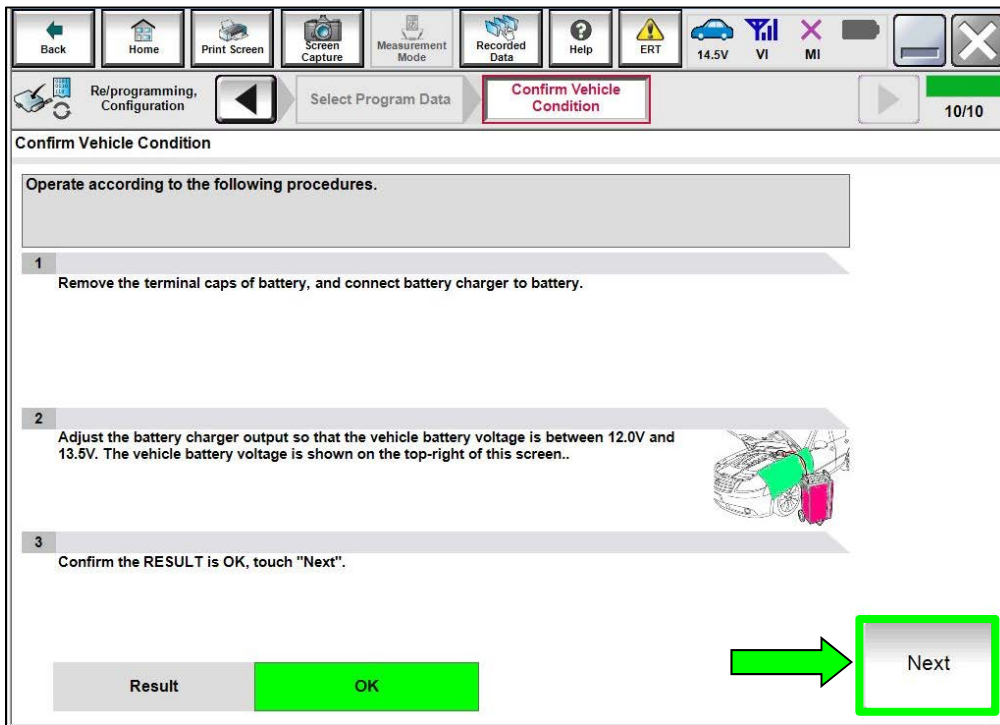 Back
Home
Print Screen
Screen
Capture
Measurement
Mode
Recorded
Data
Help
ERT
14.5V
VI
MI
Re/programming,
Configuration
Select Program Data
Confirm Vehicle
Condition
10/10
Confirm Vehicle Condition
Operate according to the following procedures.
1
Remove the terminal caps of battery, and connect battery charger to battery.
2
Adjust the battery charger output so that the vehicle battery voltage is between 12.0V and
13.5V. The vehicle battery voltage is shown on the top-right of this screen..
3
Confirm the RESULT is OK, touch "Next".
Result
OK
Next